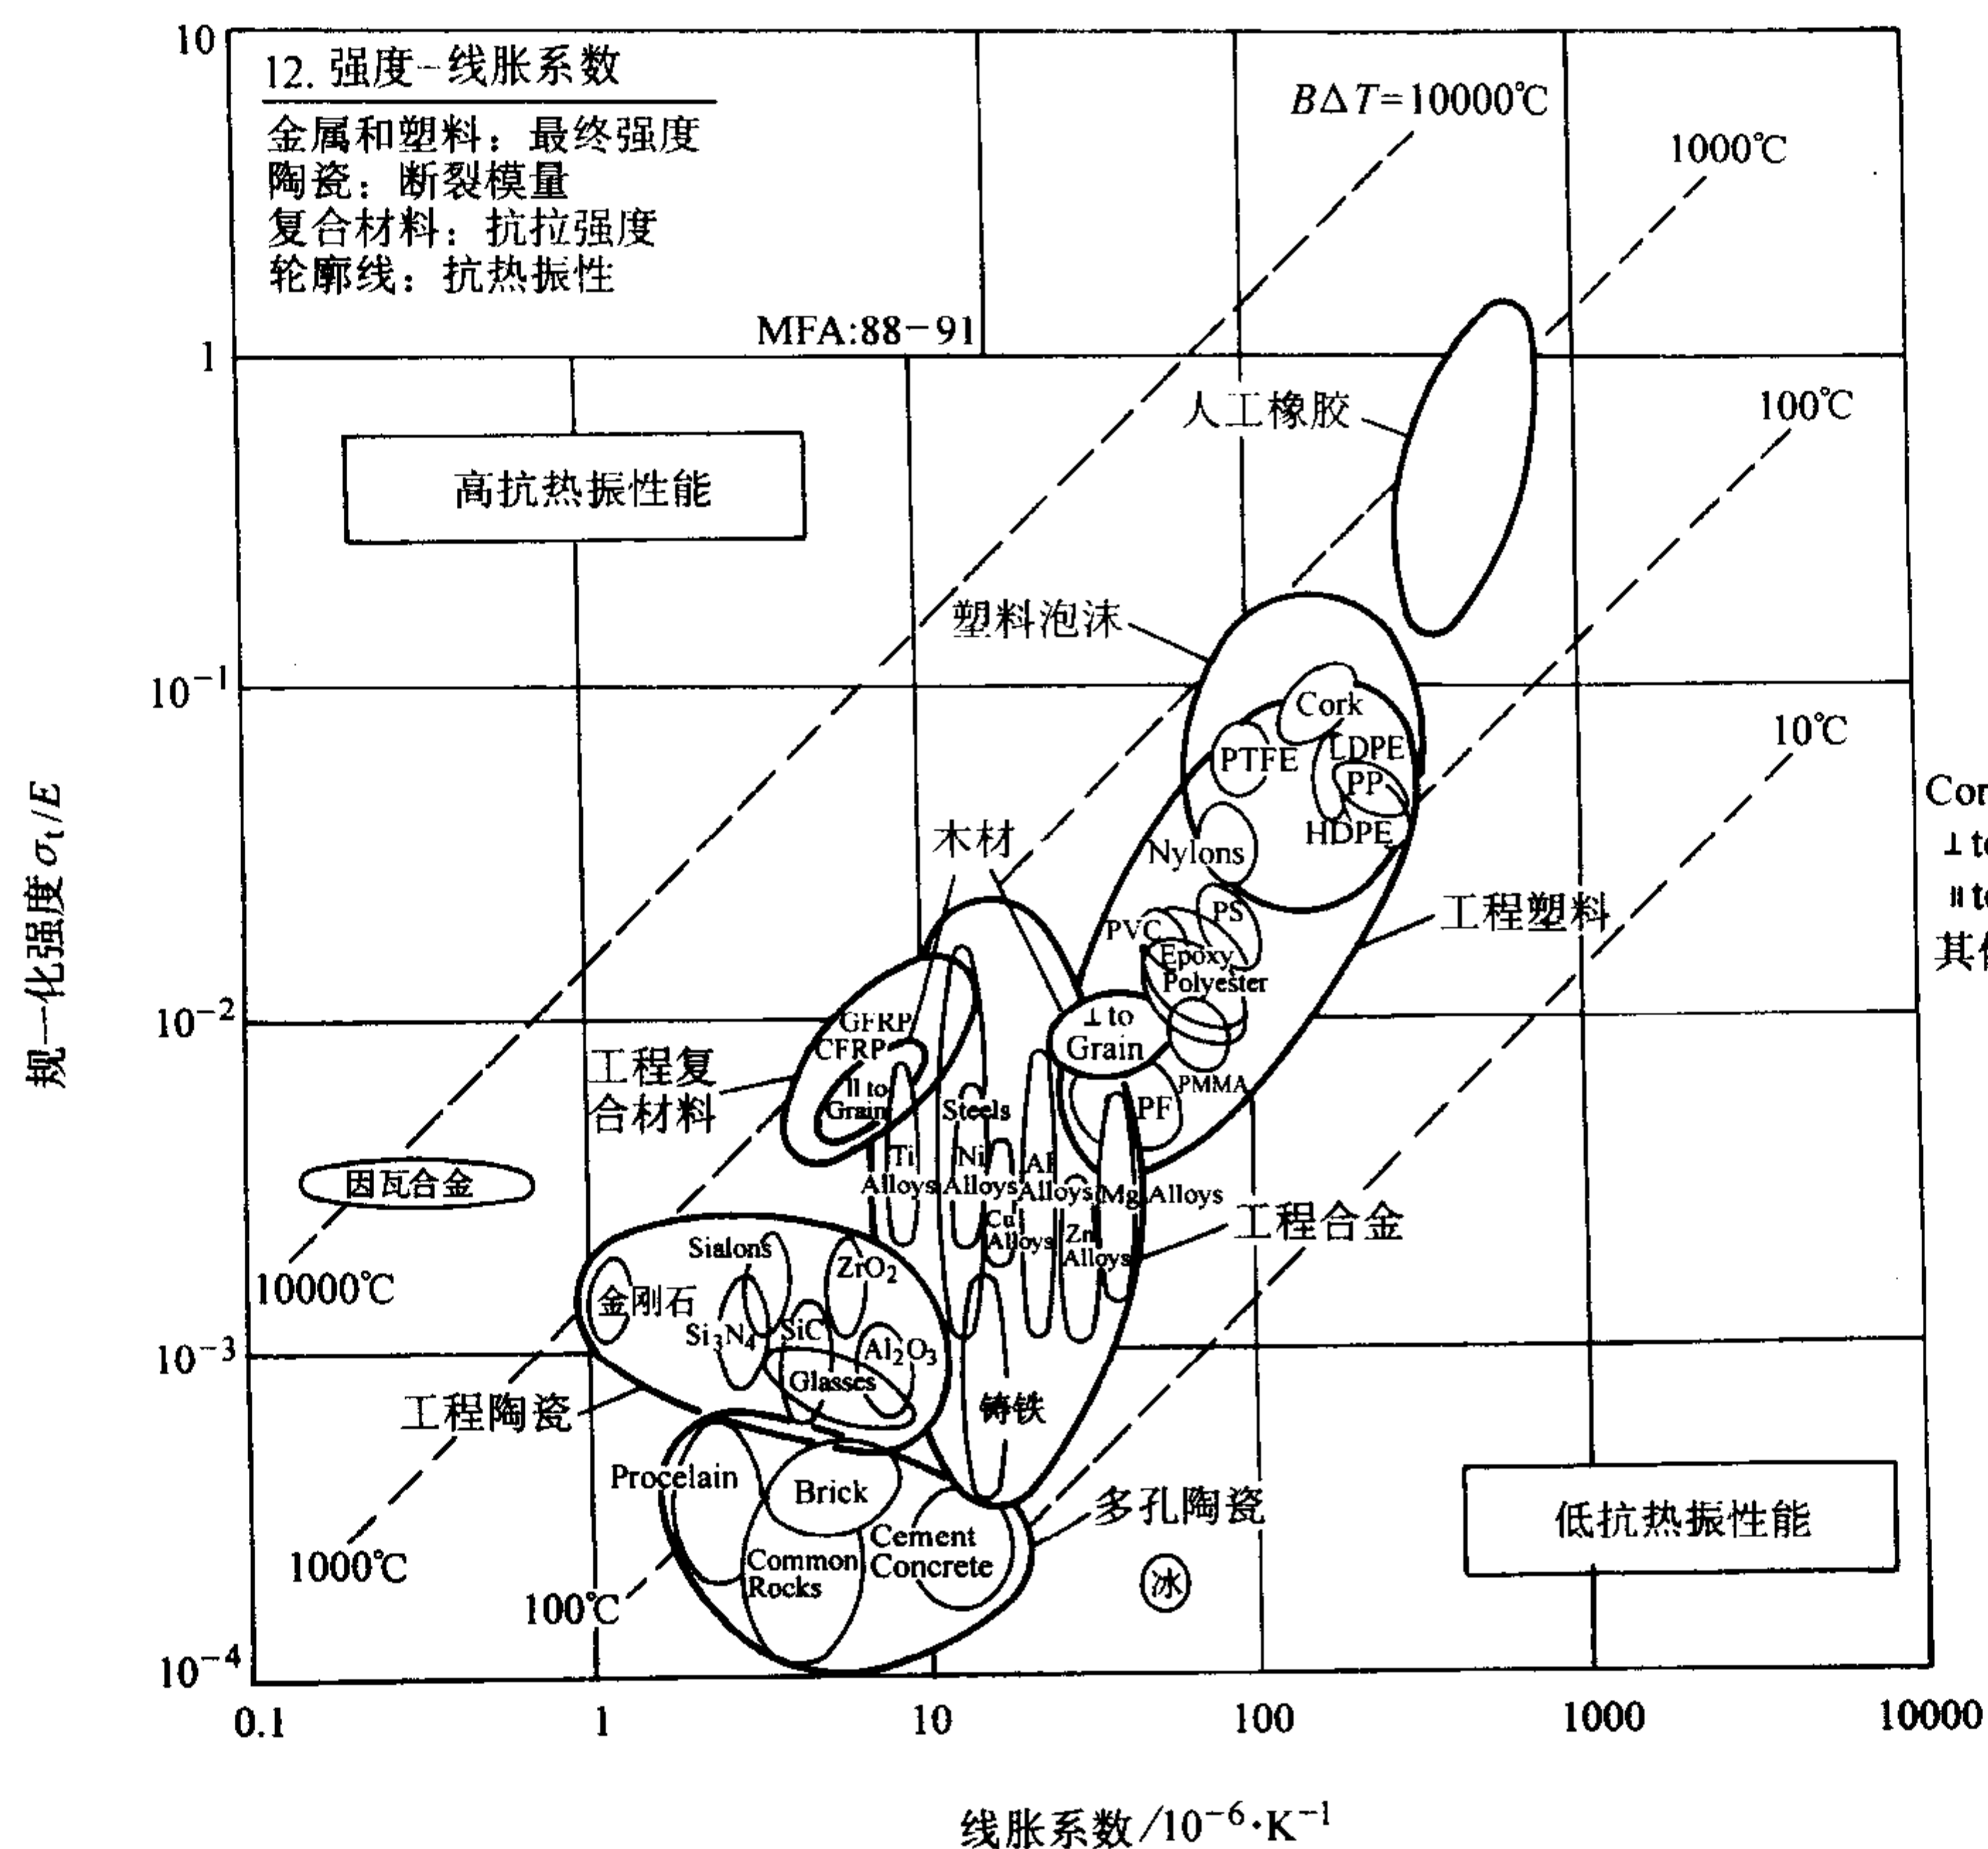 12. 强度-线胀系数
金属和塑料：最终强度
陶瓷：断裂模量
复合材料：抗拉强度
轮廓线：抗热振性
MFA:88-91
BΔT=10000℃
1000℃
100℃
10℃
高抗热振性能
人工橡胶
塑料泡沫
Cork
PTFE
LDPE
PP
HDPE
木材
Nylons
PS
PVC
工程塑料
Epoxy
Polyester
⊥ to
Grain
GFRP
CFRP
工程复
合材料
∥ to
Grain
PMMA
PF
Steels
Ti
Alloys
Ni
Alloys
Al
Alloys
Mg Alloys
Cu
Alloys
Zn
Alloys
工程合金
因瓦合金
10000℃
Sialons
ZrO₂
金刚石
Si₃N₄
SiC
Al₂O₃
Glasses
工程陶瓷
铸铁
Procelain
Brick
多孔陶瓷
Cement
Concrete
Common
Rocks
冰
低抗热振性能
1000℃
100℃
10
1
10⁻¹
10⁻²
10⁻³
10⁻⁴
规一化强度 σt/E
0.1
1
10
100
1000
10000
线胀系数/10⁻⁶·K⁻¹